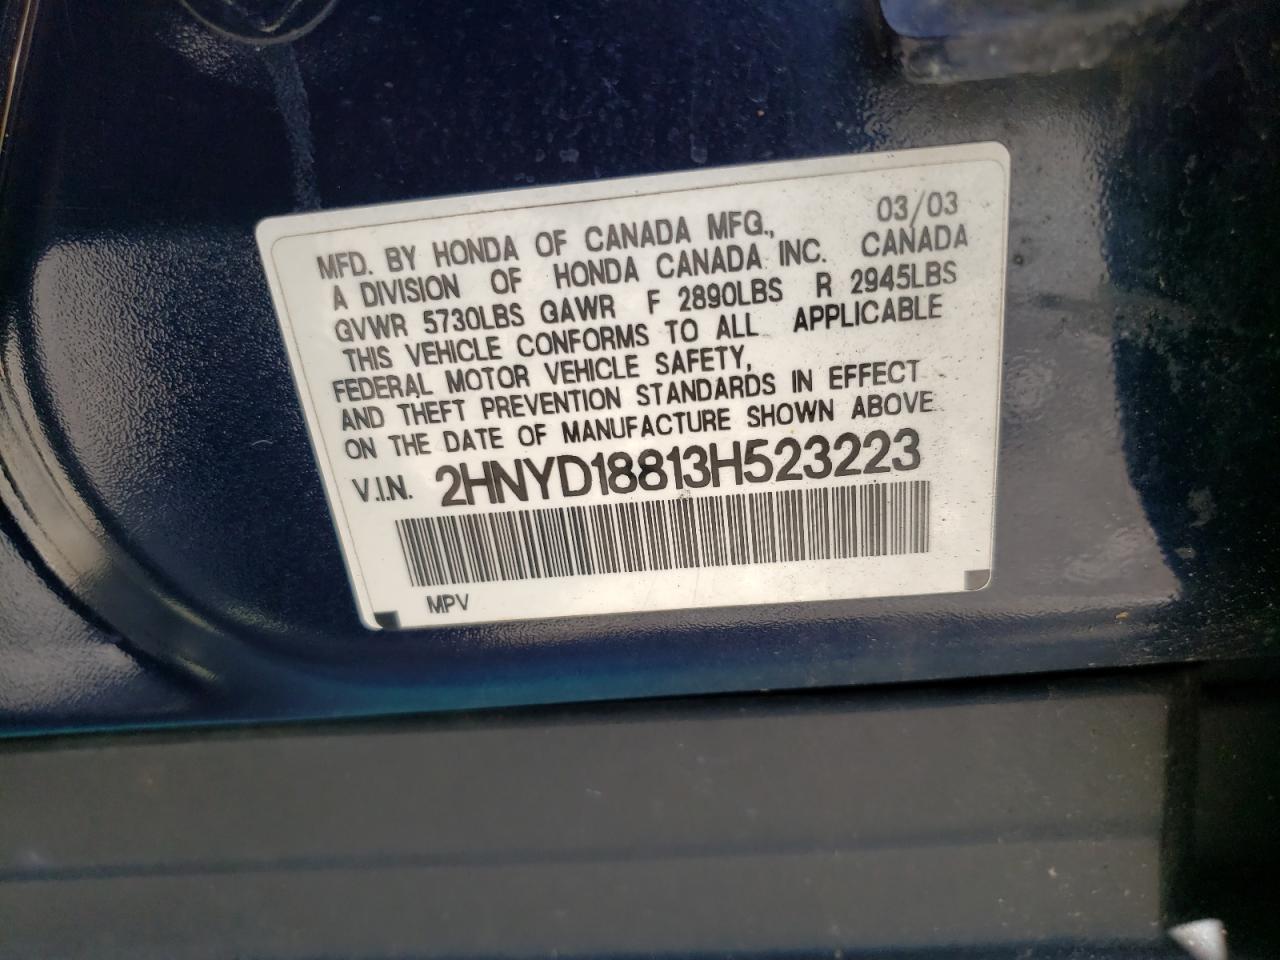 03/03
MFD. BY HONDA OF CANADA MFG.,
A DIVISION OF HONDA CANADA INC. CANADA
GVWR 5730LBS GAWR F 2890LBS R 2945LBS
THIS VEHICLE CONFORMS TO ALL APPLICABLE
FEDERAL MOTOR VEHICLE SAFETY,
AND THEFT PREVENTION STANDARDS IN EFFECT
ON THE DATE OF MANUFACTURE SHOWN ABOVE
V.I.N. 2HNYD18813H523223
MPV